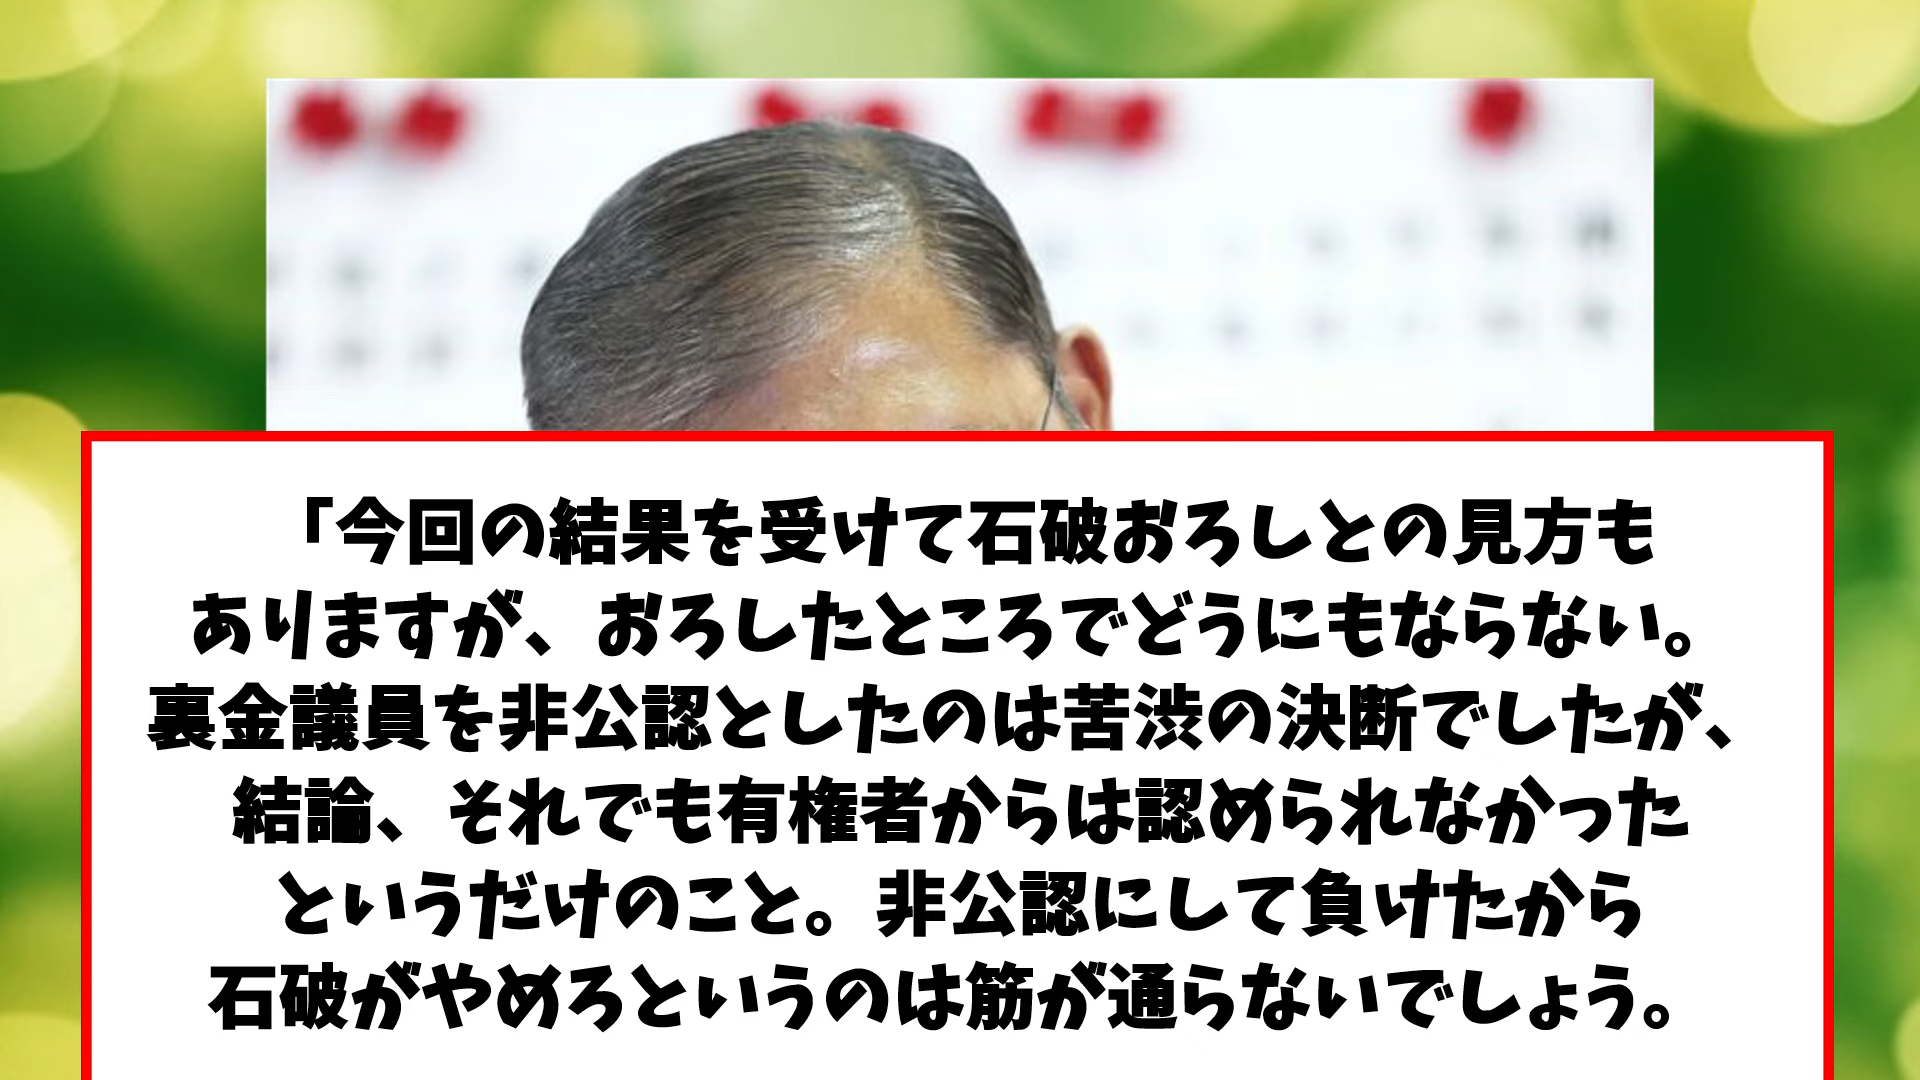 「今回の結果を受けて石破おろしとの見方も
ありますが、おろしたところでどうにもならない。
裏金議員を非公認としたのは苦渋の決断でしたが、
結論、それでも有権者からは認められなかった
というだけのこと。非公認にして負けたから
石破がやめろというのは筋が通らないでしょう。